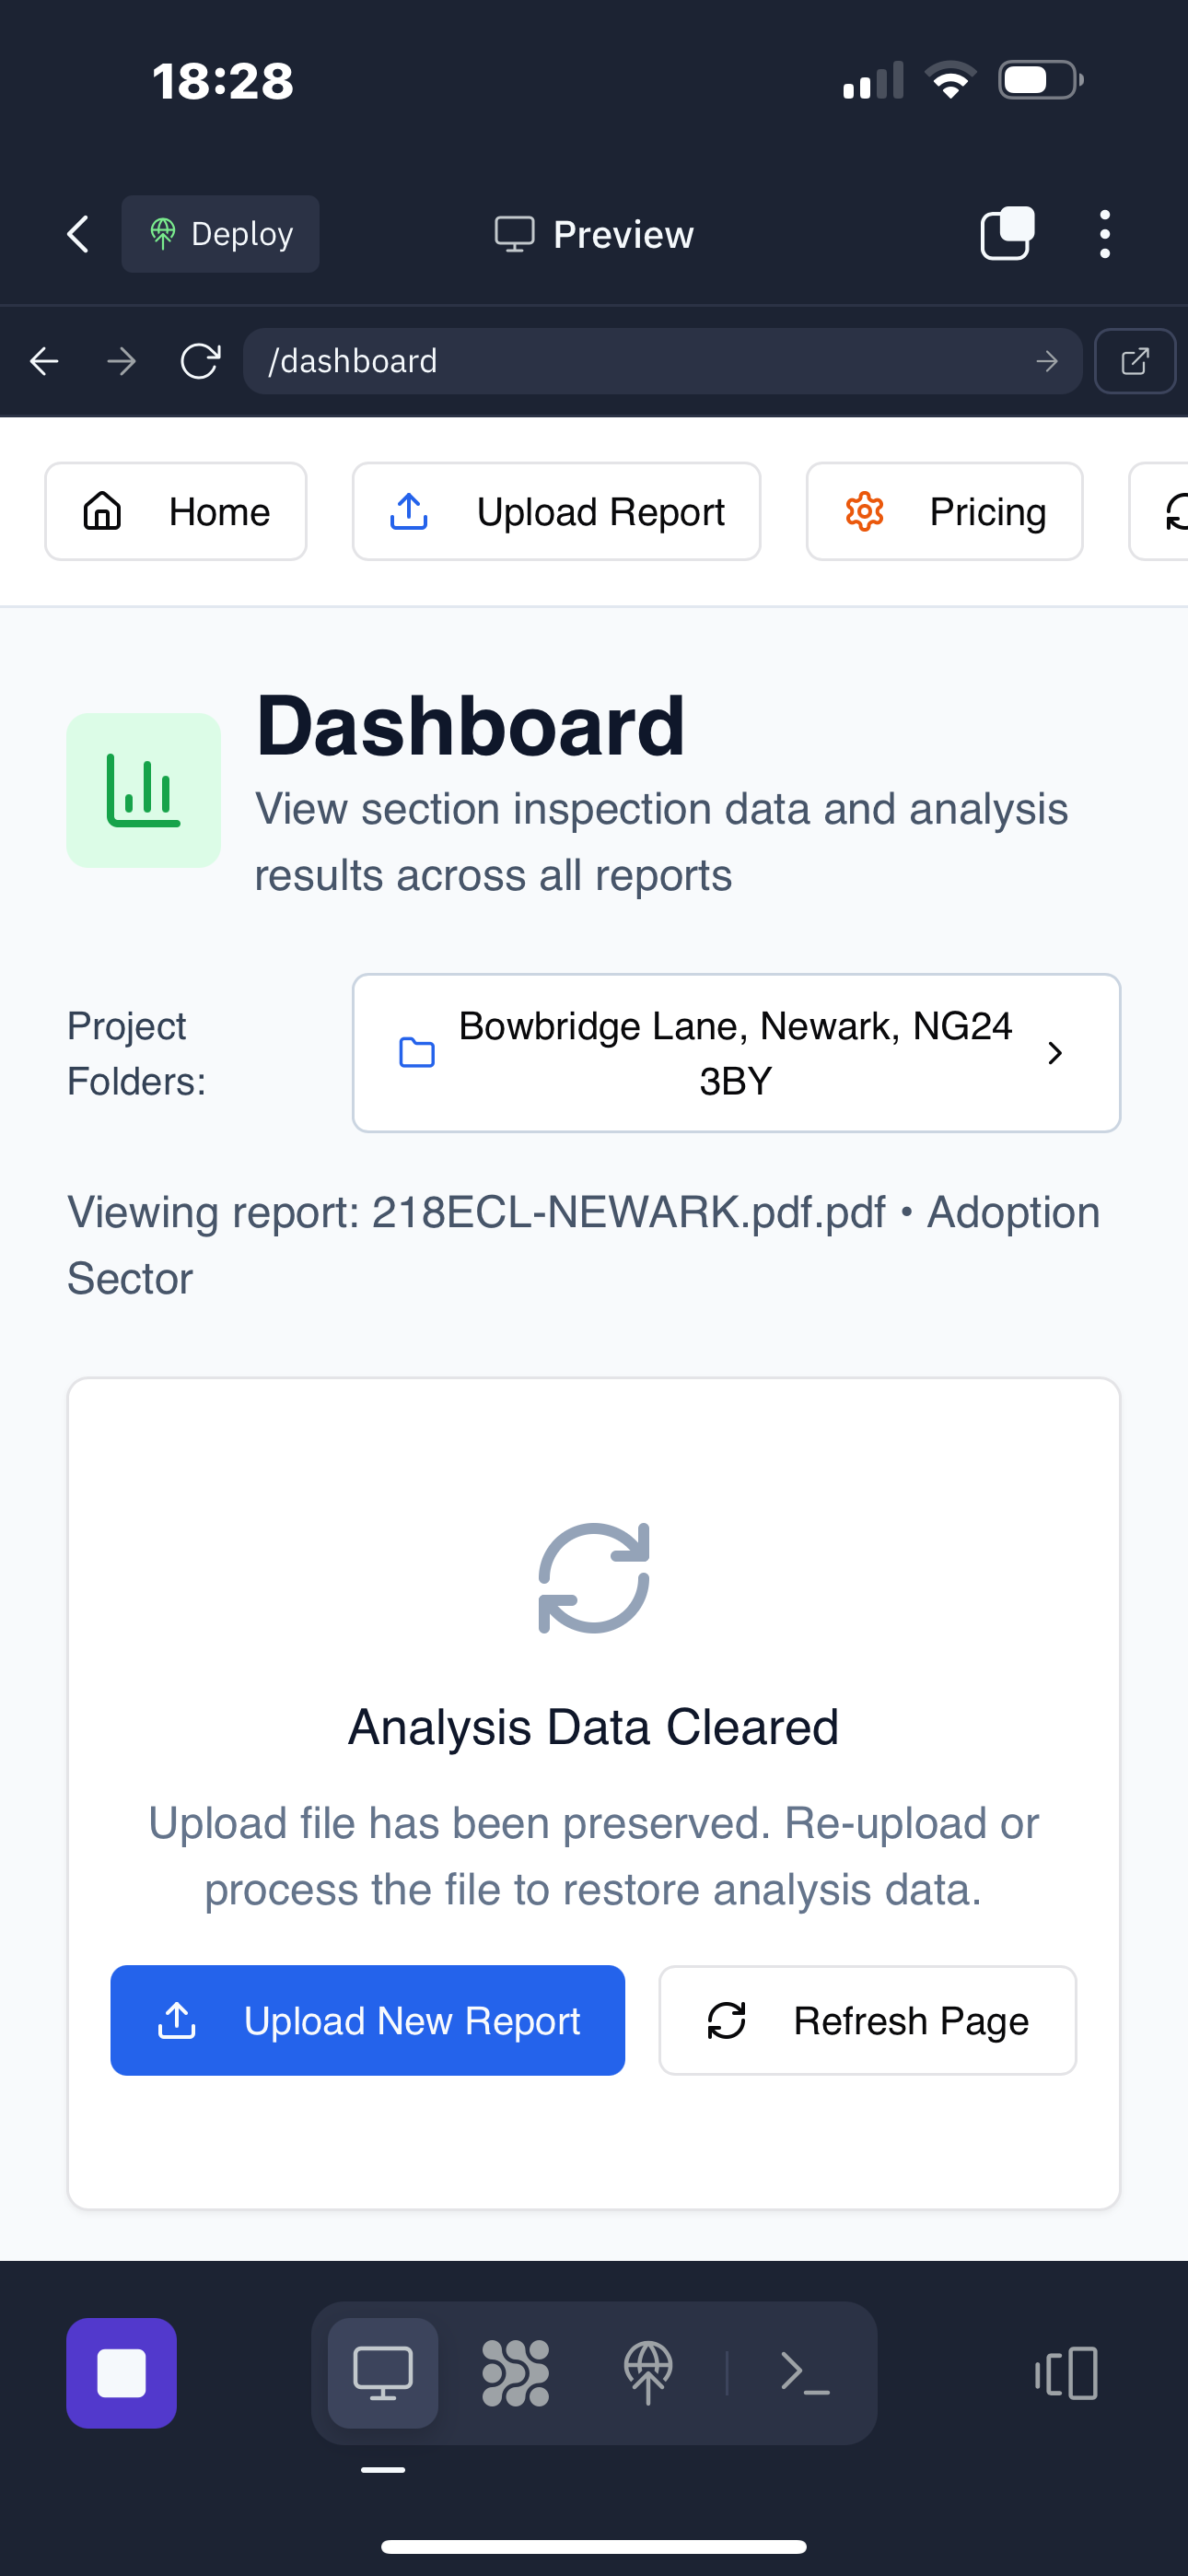 18:28
Deploy
Preview
/dashboard
Home
Upload Report
Pricing
Dashboard
View section inspection data and analysis
results across all reports
Project
Folders:
Bowbridge Lane, Newark, NG24
3BY
Viewing report: 218ECL-NEWARK.pdf.pdf • Adoption
Sector
Analysis Data Cleared
Upload file has been preserved. Re-upload or
process the file to restore analysis data.
Upload New Report
Refresh Page